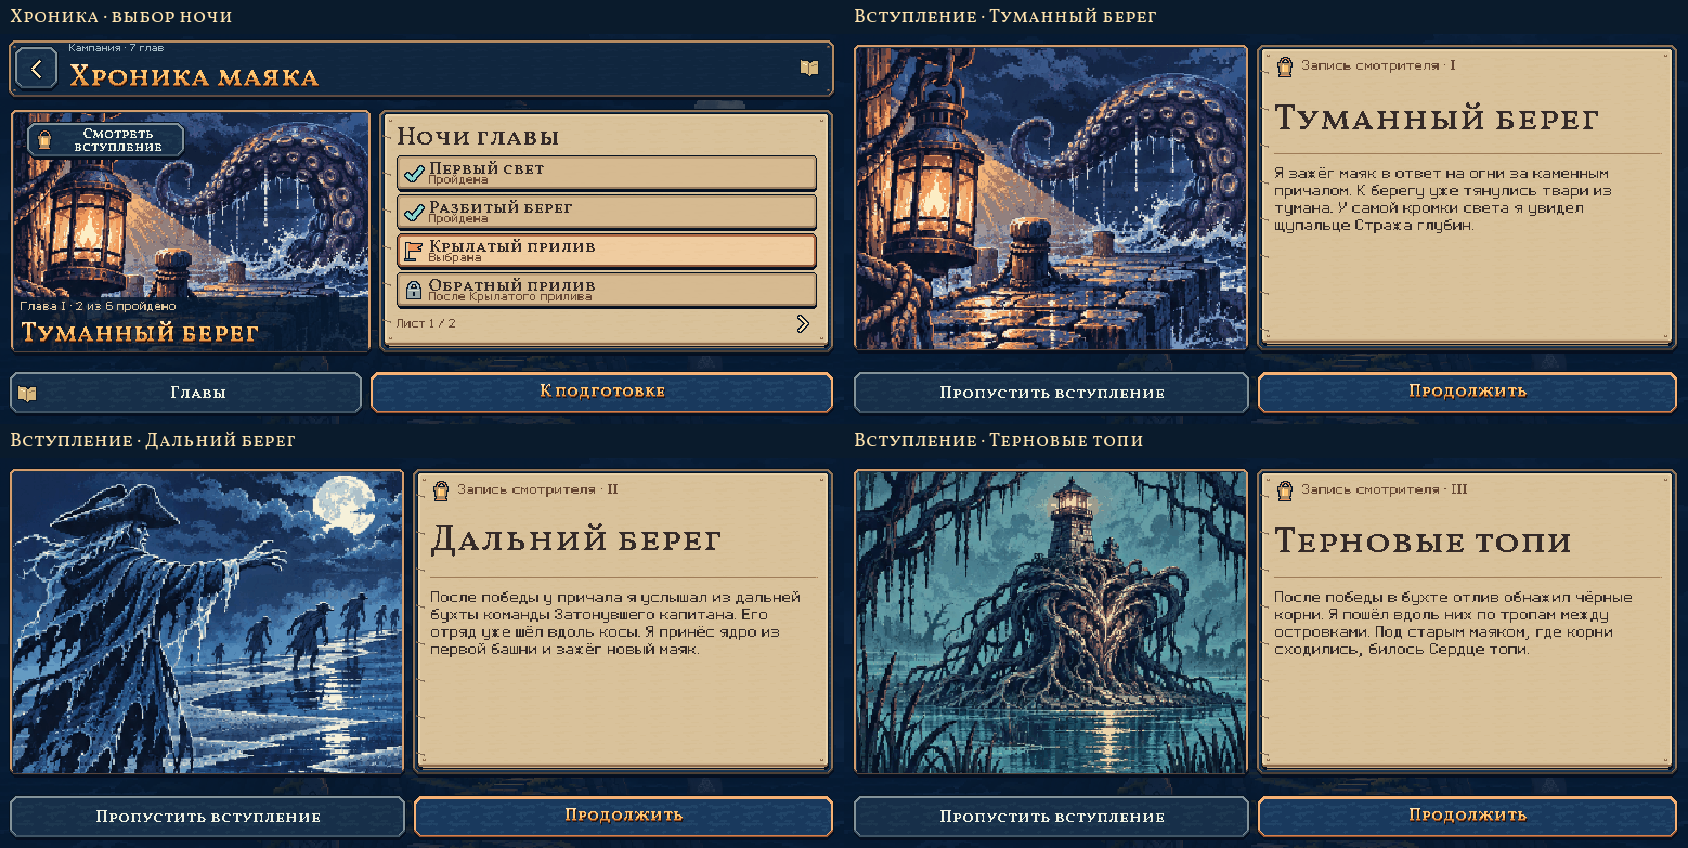 Хроника · выбор ночи
Кампания · 7 глав
Хроника маяка
Смотреть
вступление
Глава I · 2 из 6 пройдено
Туманный берег
Ночи главы
Первый свет
Пройдена
Разбитый берег
Пройдена
Крылатый прилив
Выбрана
Обратный прилив
После Крылатого прилива
Лист 1 / 2
Главы
К подготовке
Вступление · Туманный берег
Запись смотрителя · I
Туманный берег
Я зажёг маяк в ответ на огни за каменным
причалом. К берегу уже тянулись твари из
тумана. У самой кромки света я увидел
щупальце Стража глубин.
Пропустить вступление
Продолжить
Вступление · Дальний берег
Запись смотрителя · II
Дальний берег
После победы у причала я услышал из дальней
бухты команды Затонувшего капитана. Его
отряд уже шёл вдоль косы. Я принёс ядро из
первой башни и зажёг новый маяк.
Пропустить вступление
Продолжить
Вступление · Терновые топи
Запись смотрителя · III
Терновые топи
После победы в бухте отлив обнажил чёрные
корни. Я пошёл вдоль них по тропам между
островками. Под старым маяком, где корни
сходились, билось Сердце топи.
Пропустить вступление
Продолжить